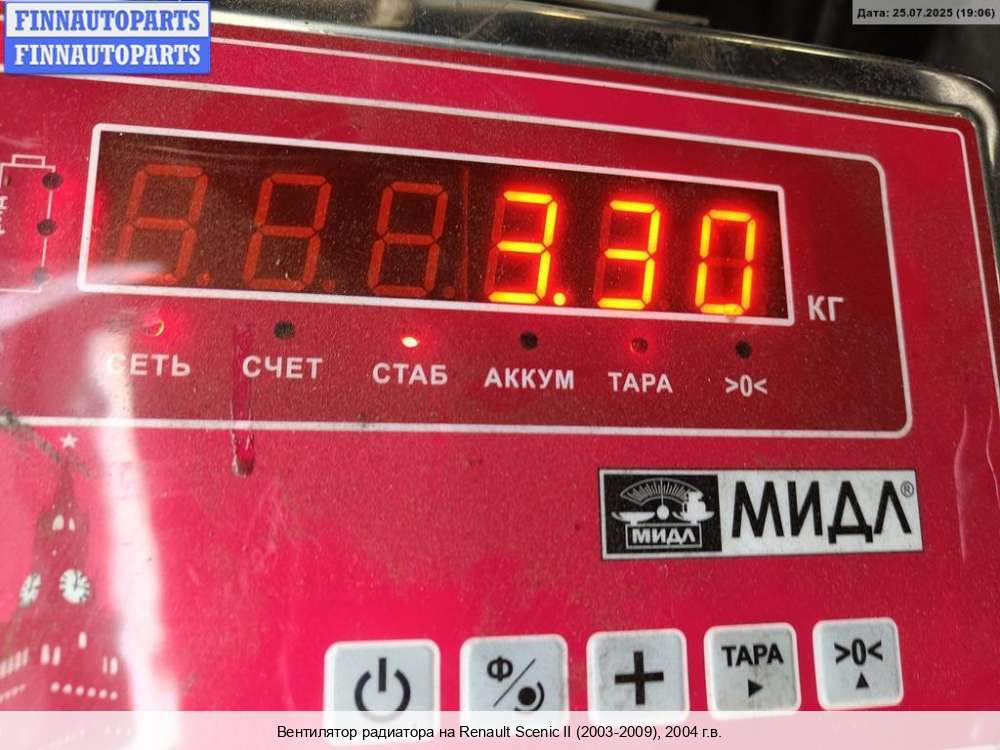 FINNAUTOPARTS
FINNAUTOPARTS
Дата: 25.07.2025 (19:06)
3.30
КГ
СЕТЬ СЧЕТ СТАБ АККУМ ТАРА >0<
МИДЛ МИДЛ®
Ф ТАРА >0<
Вентилятор радиатора на Renault Scenic II (2003-2009), 2004 г.в.